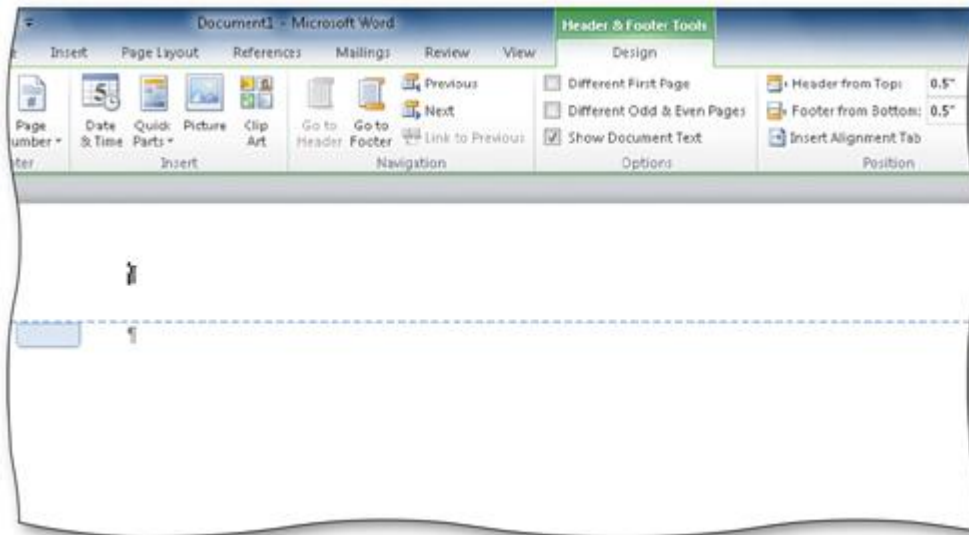 Document1 - Microsoft Word
Header & Footer Tools
Insert Page Layout References Mailings Review View Design
Page
umber
Date & Time
Quick Parts
Picture
Clip Art
Insert
Go to Header
Go to Footer
Previous
Next
Link to Previous
Navigation
Different First Page
Different Odd & Even Pages
Show Document Text
Options
Header from Top: 0.5"
Footer from Bottom: 0.5"
Insert Alignment Tab
Position
¶
¶